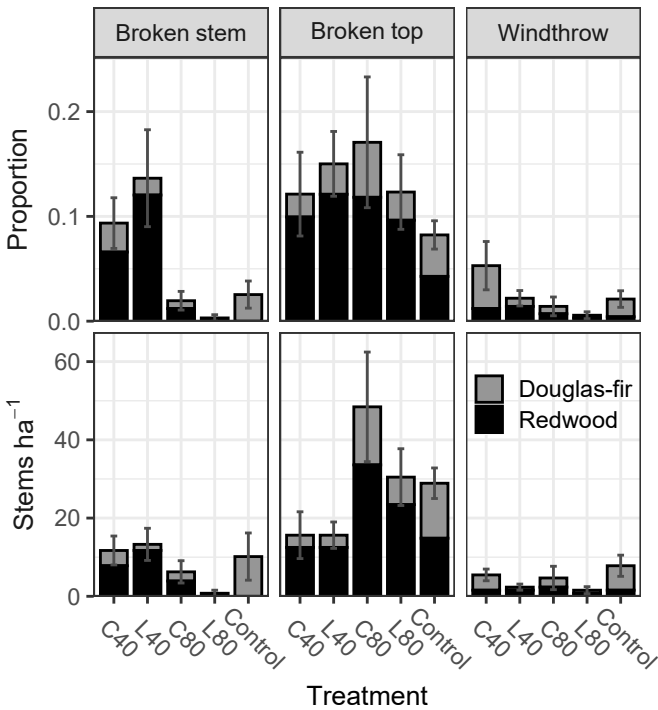 Broken stem Broken top Windthrow
Proportion
0.2
0.1
0.0
Stems ha⁻¹
60
40
20
0
Douglas-fir
Redwood
C40 L40 C80 L80 Control C40 L40 C80 L80 Control C40 L40 C80 L80 Control
Treatment